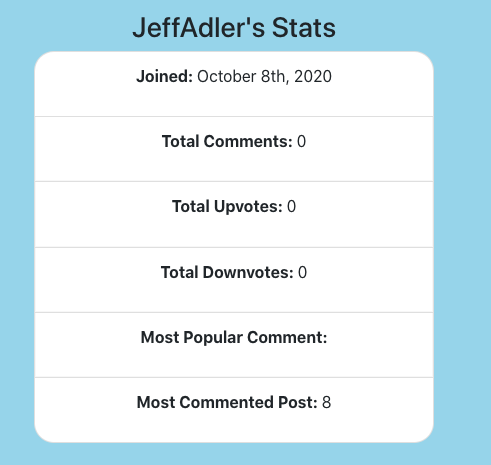 JeffAdler's Stats
Joined: October 8th, 2020
Total Comments: 0
Total Upvotes: 0
Total Downvotes: 0
Most Popular Comment:
Most Commented Post: 8